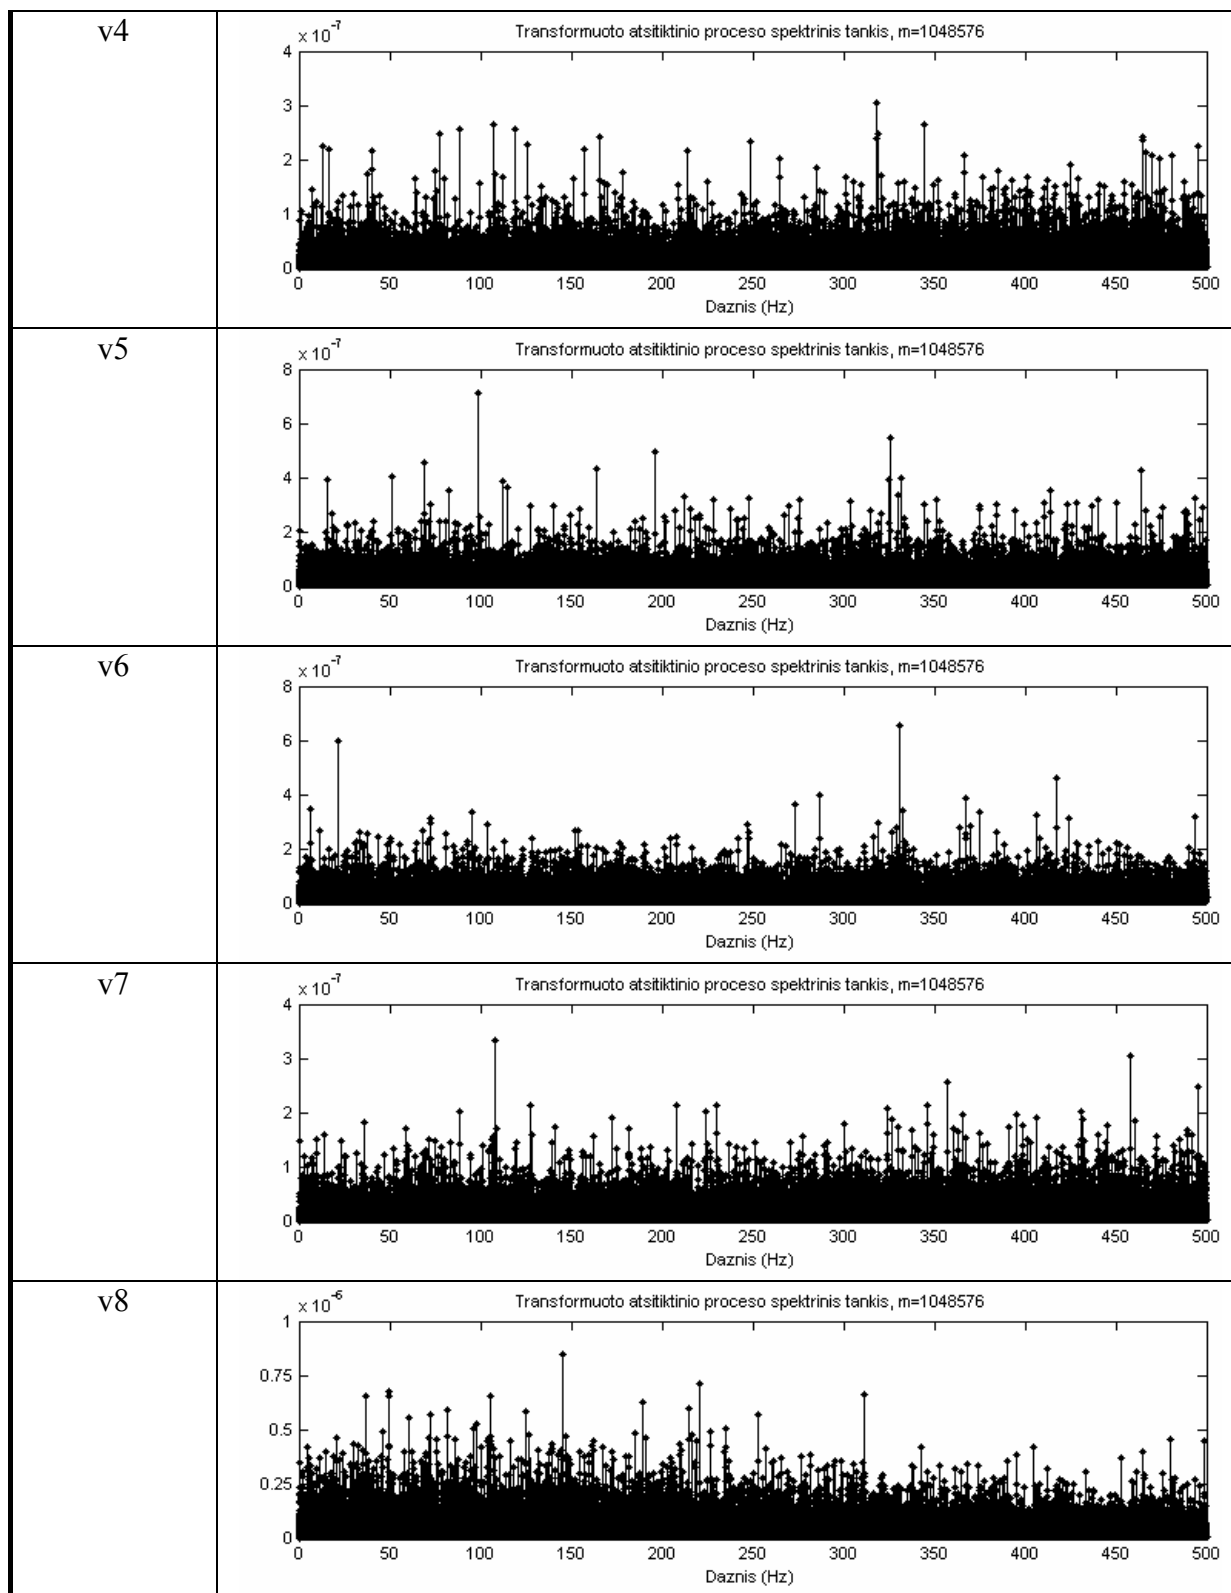 v4
x 10^-7
Transformuoto atsitiktinio proceso spektrinis tankis, m=1048576
4
3
2
1
0
0 50 100 150 200 250 300 350 400 450 500
Daznis (Hz)
v5
x 10^-7
Transformuoto atsitiktinio proceso spektrinis tankis, m=1048576
8
6
4
2
0
0 50 100 150 200 250 300 350 400 450 500
Daznis (Hz)
v6
x 10^-7
Transformuoto atsitiktinio proceso spektrinis tankis, m=1048576
8
6
4
2
0
0 50 100 150 200 250 300 350 400 450 500
Daznis (Hz)
v7
x 10^-7
Transformuoto atsitiktinio proceso spektrinis tankis, m=1048576
4
3
2
1
0
0 50 100 150 200 250 300 350 400 450 500
Daznis (Hz)
v8
x 10^-6
Transformuoto atsitiktinio proceso spektrinis tankis, m=1048576
1
0.75
0.5
0.25
0
0 50 100 150 200 250 300 350 400 450 500
Daznis (Hz)